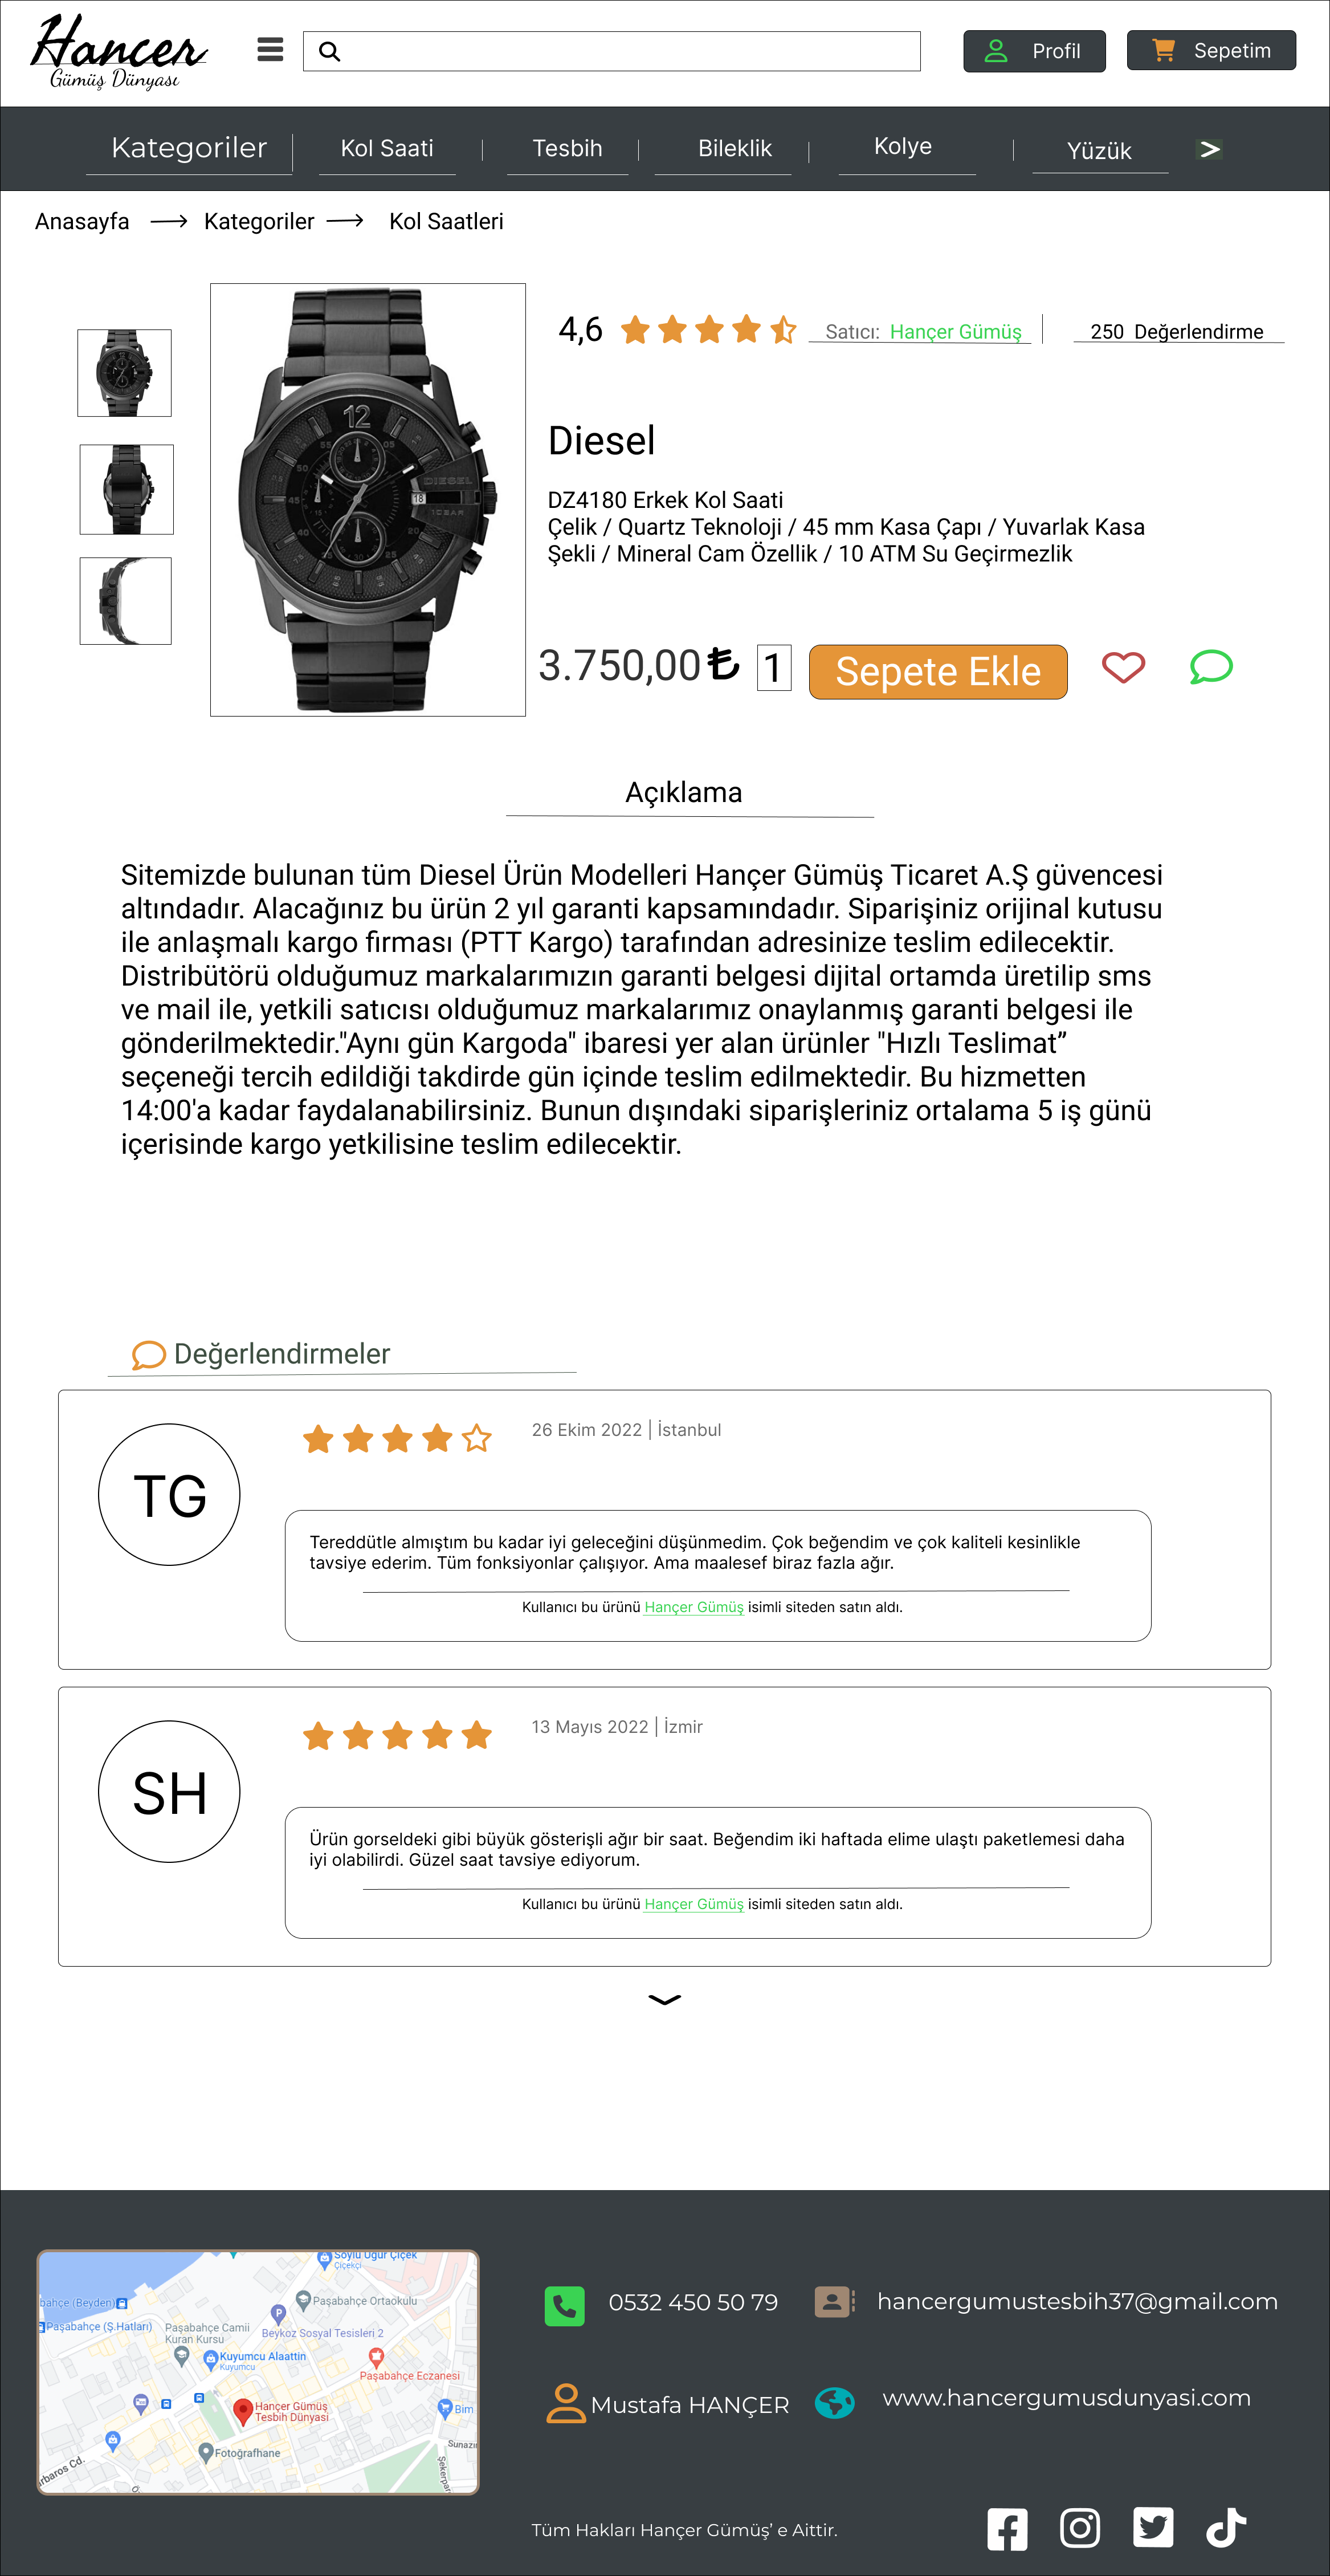 Hancer
Gümüş Dünyası
Profil
Sepetim
Kategoriler
Kol Saati
Tesbih
Bileklik
Kolye
Yüzük
>
Anasayfa
Kategoriler
Kol Saatleri
4,6
Satıcı: Hançer Gümüş
250 Değerlendirme
12
DIESEL
10BAR
18
Diesel
DZ4180 Erkek Kol Saati
Çelik / Quartz Teknoloji / 45 mm Kasa Çapı / Yuvarlak Kasa
Şekli / Mineral Cam Özellik / 10 ATM Su Geçirmezlik
3.750,00₺
1
Sepete Ekle
Açıklama
Sitemizde bulunan tüm Diesel Ürün Modelleri Hançer Gümüş Ticaret A.Ş güvencesi
altındadır. Alacağınız bu ürün 2 yıl garanti kapsamındadır. Siparişiniz orijinal kutusu
ile anlaşmalı kargo firması (PTT Kargo) tarafından adresinize teslim edilecektir.
Distribütörü olduğumuz markalarımızın garanti belgesi dijital ortamda üretilip sms
ve mail ile, yetkili satıcısı olduğumuz markalarımız onaylanmış garanti belgesi ile
gönderilmektedir."Aynı gün Kargoda" ibaresi yer alan ürünler "Hızlı Teslimat”
seçeneği tercih edildiği takdirde gün içinde teslim edilmektedir. Bu hizmetten
14:00'a kadar faydalanabilirsiniz. Bunun dışındaki siparişleriniz ortalama 5 iş günü
içerisinde kargo yetkilisine teslim edilecektir.
Değerlendirmeler
TG
26 Ekim 2022 | İstanbul
Tereddütle almıştım bu kadar iyi geleceğini düşünmedim. Çok beğendim ve çok kaliteli kesinlikle
tavsiye ederim. Tüm fonksiyonlar çalışıyor. Ama maalesef biraz fazla ağır.
Kullanıcı bu ürünü Hançer Gümüş isimli siteden satın aldı.
SH
13 Mayıs 2022 | İzmir
Ürün gorseldeki gibi büyük gösterişli ağır bir saat. Beğendim iki haftada elime ulaştı paketlemesi daha
iyi olabilirdi. Güzel saat tavsiye ediyorum.
Kullanıcı bu ürünü Hançer Gümüş isimli siteden satın aldı.
Soylu Uğur Çiçek
Çiçekçi
bahçe (Beyden)
Paşabahçe Ortaokulu
Paşabahçe (Ş.Hatları)
Paşabahçe Camii
Kuran Kursu
P
Beykoz Sosyal Tesisleri 2
Kuyumcu Alaattin
Kuyumcu
Paşabahçe Eczanesi
Hançer Gümüş
Tesbih Dünyası
Bim
Fotoğrafhane
rbaros Cd.
0532 450 50 79
hancergumustesbih37@gmail.com
Mustafa HANÇER
www.hancergumusdunyasi.com
Tüm Hakları Hançer Gümüş’ e Aittir.